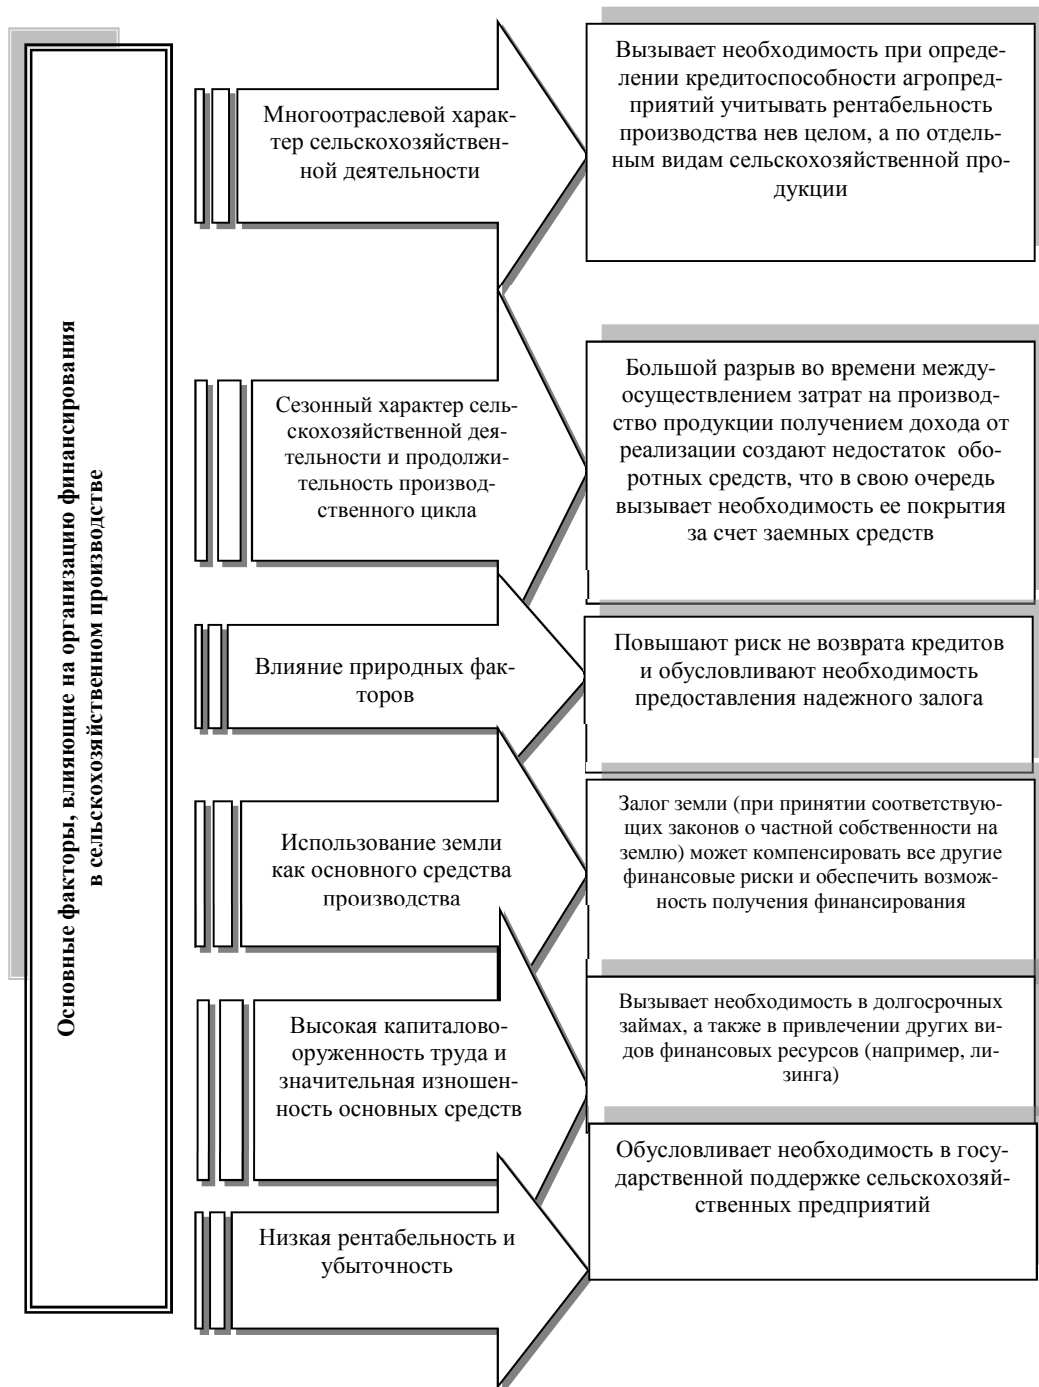 Основные факторы, влияющие на организацию финансирования
в сельскохозяйственном производстве
Многоотраслевой харак-
тер сельскохозяйствен-
ной деятельности
Вызывает необходимость при опреде-
лении кредитоспособности агропред-
приятий учитывать рентабельность
производства нев целом, а по отдель-
ным видам сельскохозяйственной про-
дукции
Сезонный характер сель-
скохозяйственной дея-
тельности и продолжи-
тельность производ-
ственного цикла
Большой разрыв во времени между-
осуществлением затрат на производ-
ство продукции получением дохода от
реализации создают недостаток обо-
ротных средств, что в свою очередь
вызывает необходимость ее покрытия
за счет заемных средств
Влияние природных фак-
торов
Повышают риск не возврата кредитов
и обусловливают необходимость
предоставления надежного залога
Использование земли
как основного средства
производства
Залог земли (при принятии соответствую-
щих законов о частной собственности на
землю) может компенсировать все другие
финансовые риски и обеспечить возмож-
ность получения финансирования
Высокая капиталово-
оруженность труда и
значительная изношен-
ность основных средств
Вызывает необходимость в долгосрочных
займах, а также в привлечении других ви-
дов финансовых ресурсов (например, ли-
зинга)
Низкая рентабельность и
убыточность
Обусловливает необходимость в госу-
дарственной поддержке сельскохозяй-
ственных предприятий